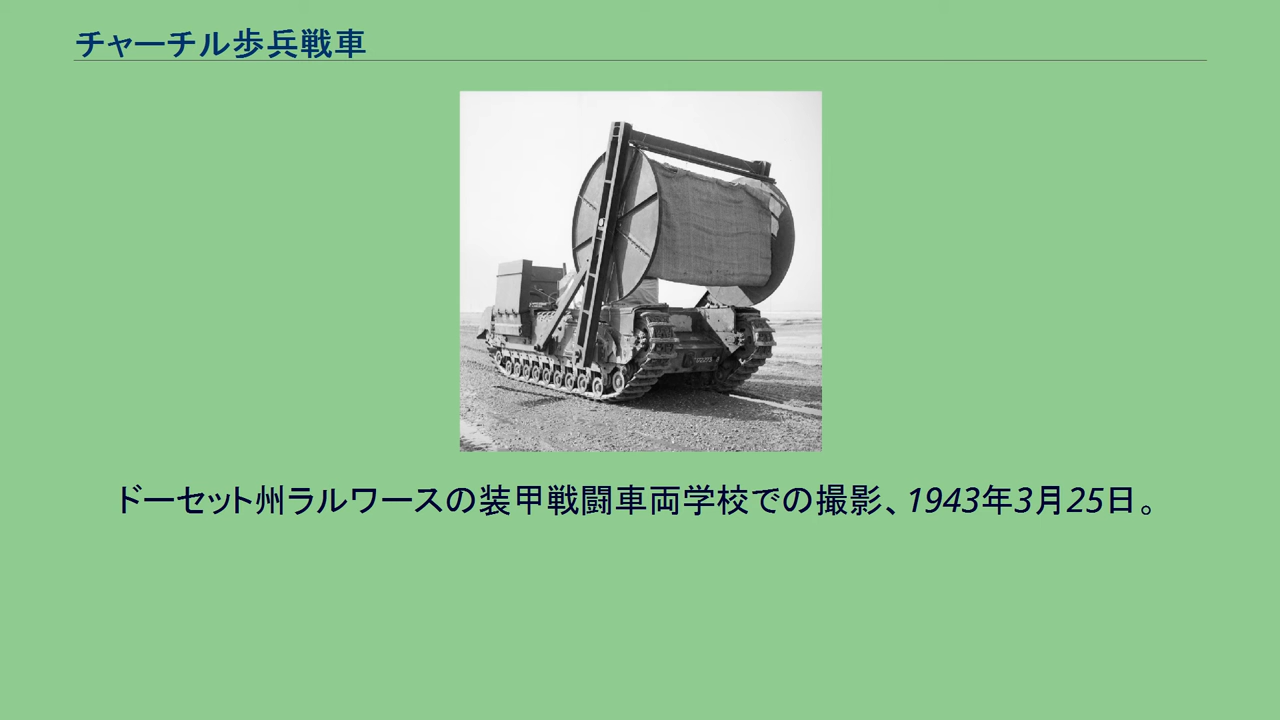 チャーチル歩兵戦車
ドーセット州ラルワースの装甲戦闘車両学校での撮影、1943年3月25日。